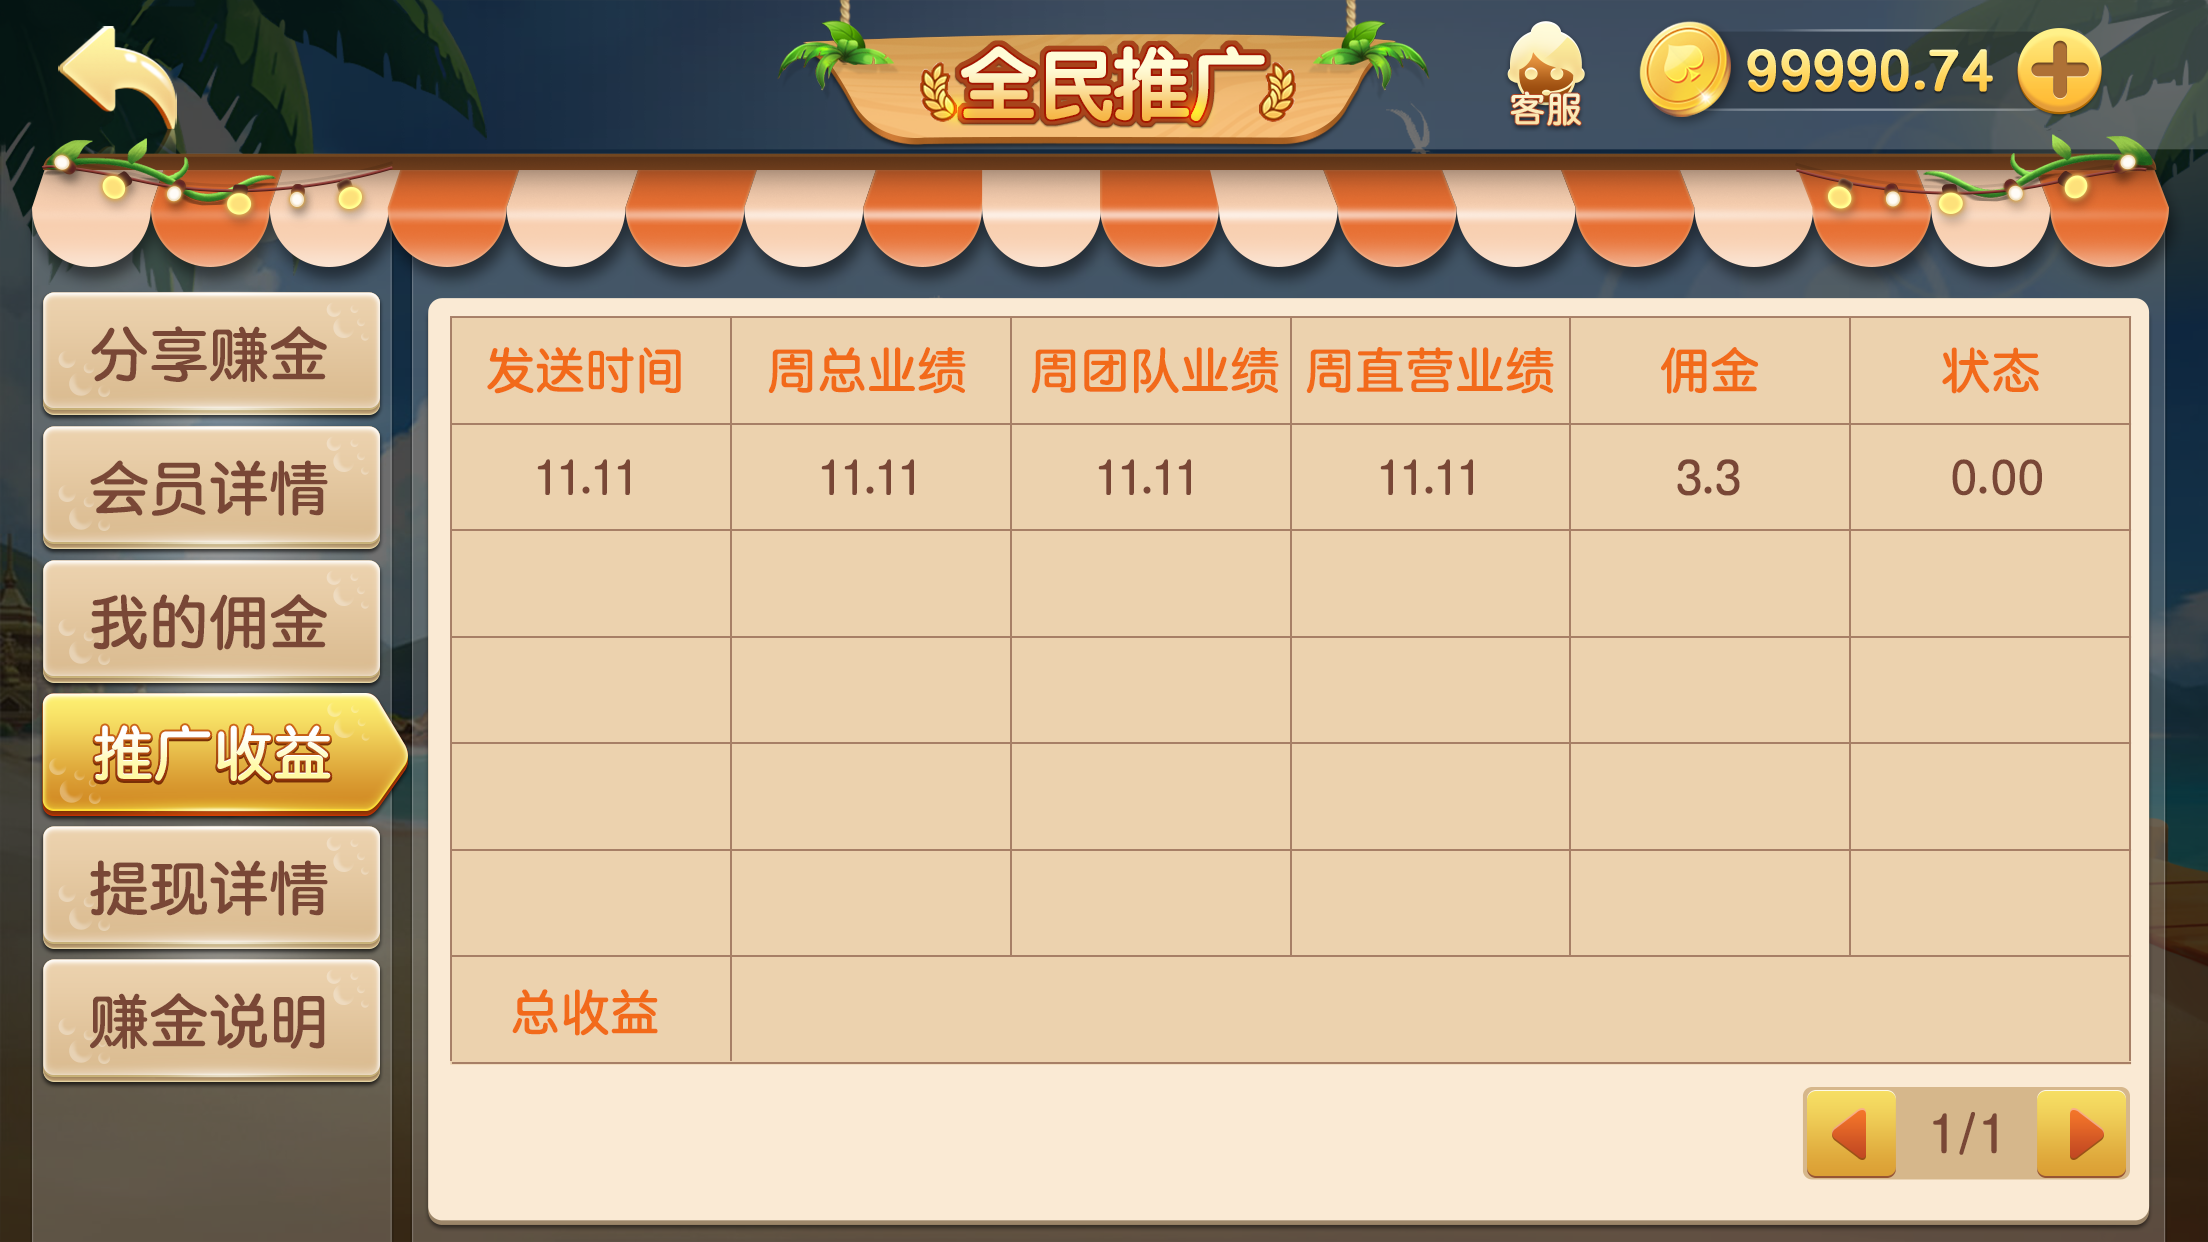 全民推广
客服
99990.74
分享赚金
会员详情
我的佣金
推广收益
提现详情
赚金说明
发送时间 周总业绩 周团队业绩 周直营业绩 佣金 状态
11.11 11.11 11.11 11.11 3.3 0.00
总收益
1/1